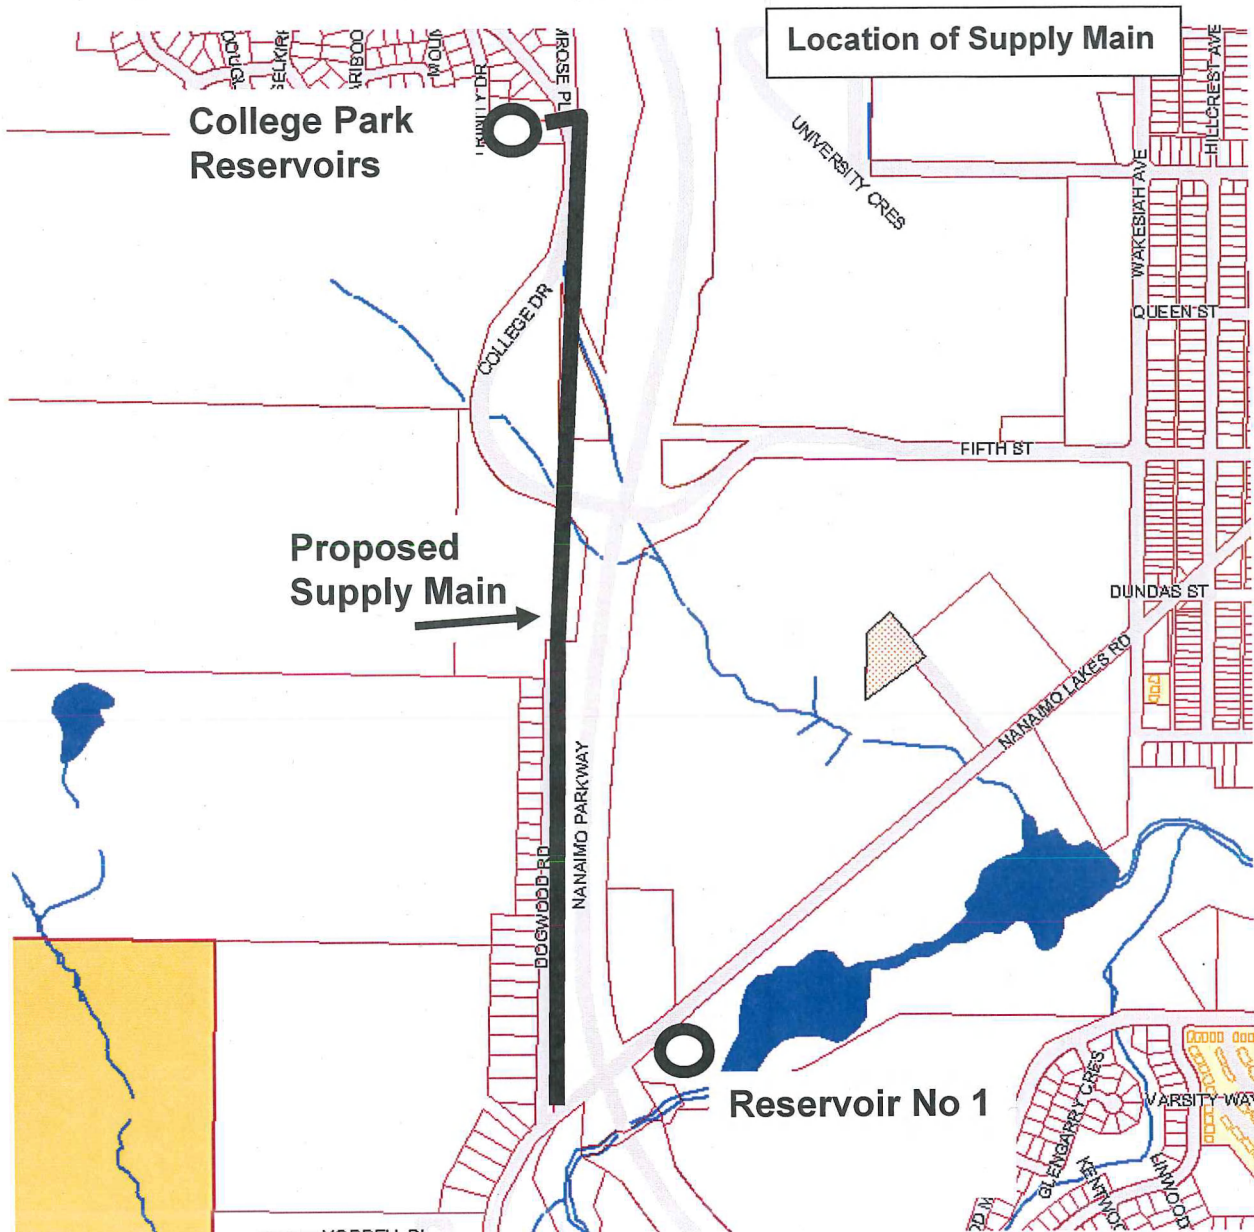 Location of Supply Main
College Park
Reservoirs
TRINITY DR
HILLCREST AVE
UNIVERSITY CRES
WAKESIAH AVE
QUEEN ST
COLLEGE DR
FIFTH ST
Proposed
Supply Main
DUNDAS ST
NANAIMO LAKES RD
NANAIMO PARKWAY
DOGWOOD RD
Reservoir No 1
VARSITY WAY
GLENGARRY CRES
LINWOOD